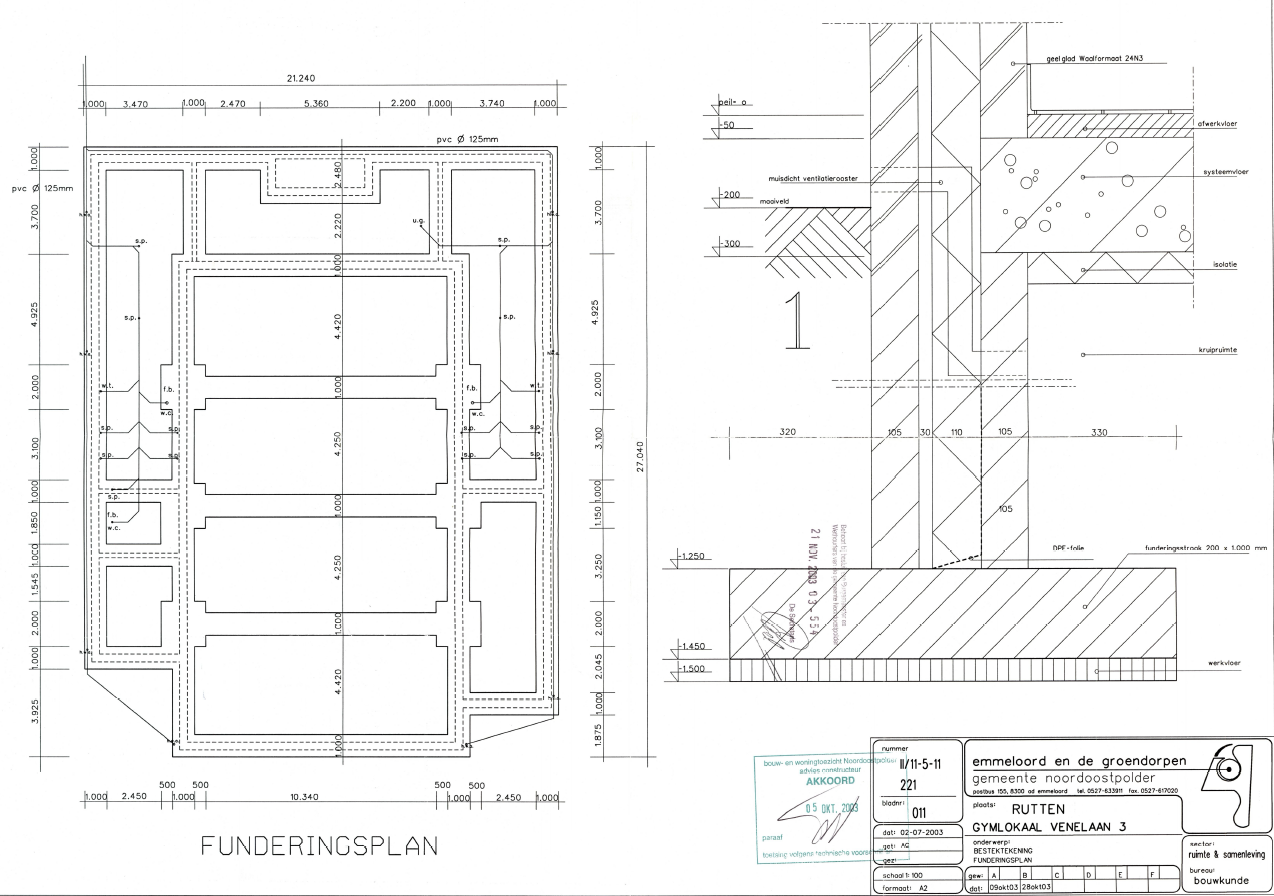 21.240
1.000 3.470 1.000 2.470 5.360 2.200 1.000 3.740 1.000
pvc Ø 125mm
pvc Ø 125mm
1.000
3.700
4.925
2.000
3.100
1.000
1.850
1.000
1.545
2.000
1.000
3.925
2.480
2.220
1.000
4.420
1.000
4.250
1.000
4.250
1.000
4.420
1.000
u.g.
s.p. s.p.
s.p. s.p.
w.t. f.b. f.b. w.t.
w.c. w.c.
s.p. s.p. s.p. s.p.
s.p. s.p. s.p. s.p.
s.p.
f.b.
w.c.
1.000
3.700
4.925
2.000
3.100
1.000
1.150
3.250
2.000
2.045
1.000
1.875
27.040
500 500 500 500
1.000 2.450 1.000 10.340 1.000 2.450 1.000
FUNDERINGSPLAN
geel glad Waalformaat 24N3
peil= o
-50
afwerkvloer
systeemvloer
muisdicht ventilatierooster
-200
maaiveld
-300
isolatie
1
kruipruimte
320 105 30 110 105 330
105
21 NOV. 2003 03-554
De Secretaris
DPF-folie
funderingsstrook 200 x 1.000 mm
-1.250
-1.450
-1.500
werkvloer
bouw- en woningtoezicht Noordoostpolder
advies constructeur
AKKOORD
05 OKT. 2003
paraaf
nummer
II/11-5-11
221
bladnr:
011
dat: 02-07-2003
get: AG
gez:
schaal 1: 100
formaat: A2
emmeloord en de groendorpen
gemeente noordoostpolder
postbus 155, 8300 ad emmeloord tel. 0527-633911 fax. 0527-617020
plaats: RUTTEN
GYMLOKAAL VENELAAN 3
onderwerp:
BESTEKTEKENING
FUNDERINGSPLAN
gew: A B C D E F
dat: 09okt03 28okt03
sector:
ruimte & samenleving
bureau:
bouwkunde